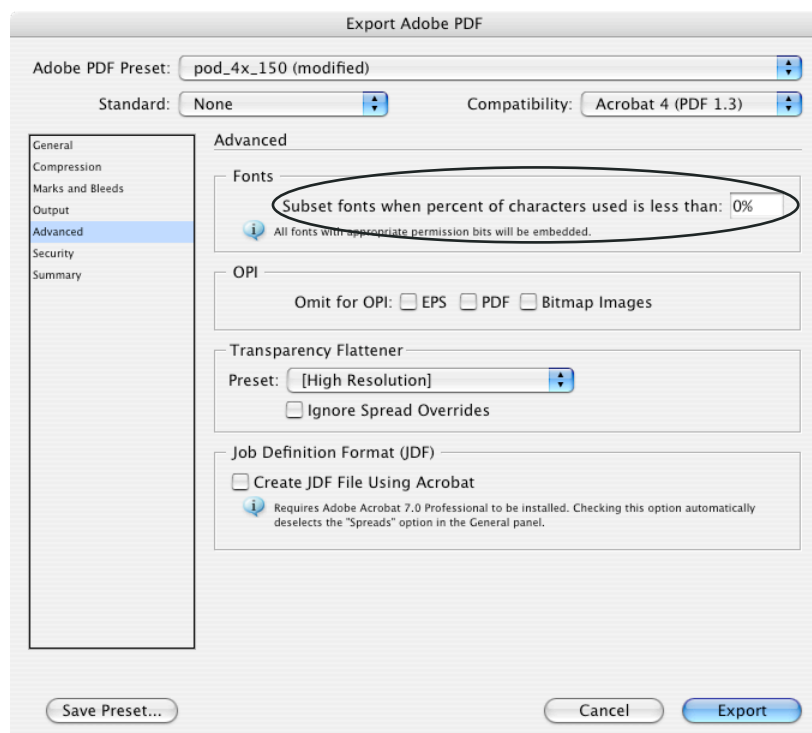 Export Adobe PDF
Adobe PDF Preset: pod_4x_150 (modified)
Standard: None Compatibility: Acrobat 4 (PDF 1.3)
General
Compression
Marks and Bleeds
Output
Advanced
Security
Summary
Advanced
Fonts
Subset fonts when percent of characters used is less than: 0%
All fonts with appropriate permission bits will be embedded.
OPI
Omit for OPI: EPS PDF Bitmap Images
Transparency Flattener
Preset: [High Resolution]
Ignore Spread Overrides
Job Definition Format (JDF)
Create JDF File Using Acrobat
Requires Adobe Acrobat 7.0 Professional to be installed. Checking this option automatically
deselects the "Spreads" option in the General panel.
Save Preset... Cancel Export